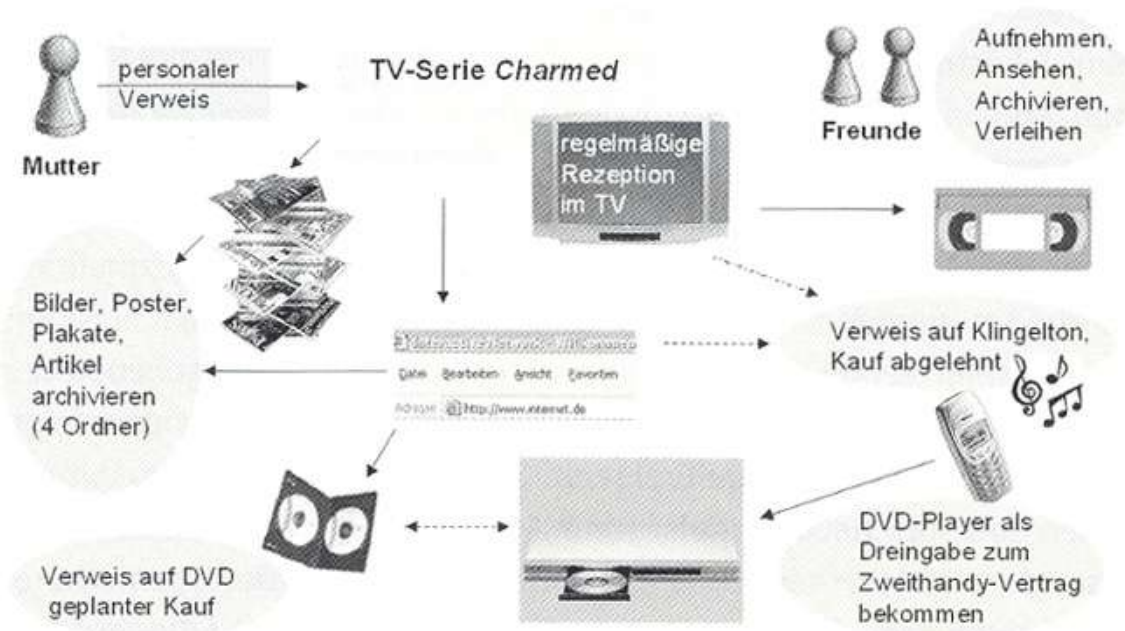 Mutter
personaler
Verweis
TV-Serie Charmed
regelmäßige
Rezeption
im TV
Freunde
Aufnehmen,
Ansehen,
Archivieren,
Verleihen
Bilder, Poster,
Plakate,
Artikel
archivieren
(4 Ordner)
Datei Bearbeiten Ansicht Favoriten
Adresse http://www.internet.de
Verweis auf Klingelton,
Kauf abgelehnt
DVD-Player als
Dreingabe zum
Zweithandy-Vertrag
bekommen
Verweis auf DVD
geplanter Kauf